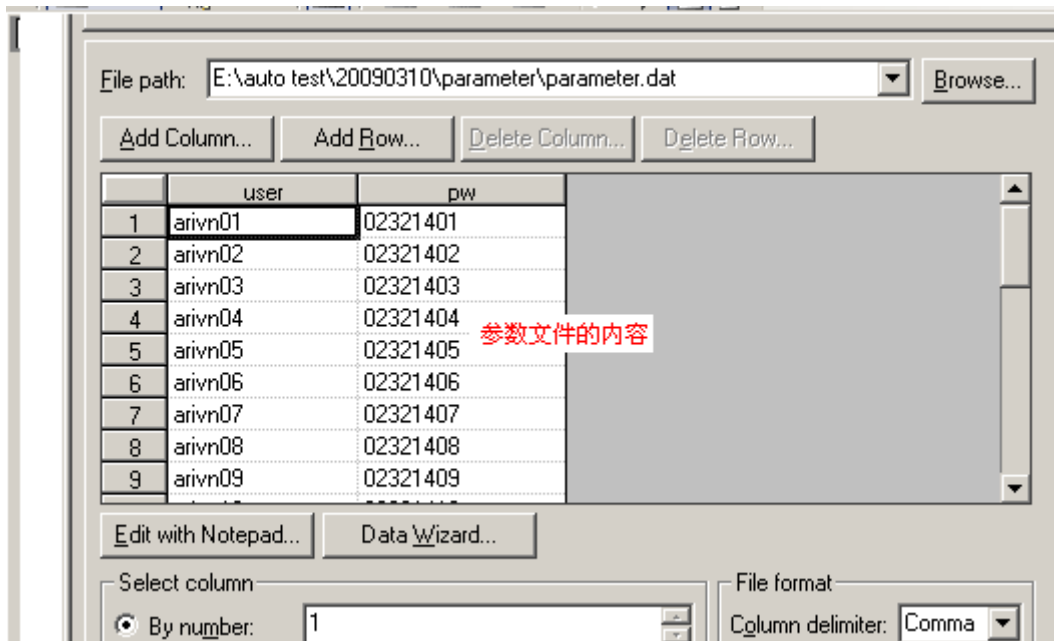 File path: E:\auto test\20090310\parameter\parameter.dat Browse...
Add Column... Add Row... Delete Column... Delete Row...
user pw
1 arivn01 02321401
2 arivn02 02321402
3 arivn03 02321403
4 arivn04 02321404
参数文件的内容
5 arivn05 02321405
6 arivn06 02321406
7 arivn07 02321407
8 arivn08 02321408
9 arivn09 02321409
Edit with Notepad... Data Wizard...
Select column File format
By number: 1 Column delimiter: Comma